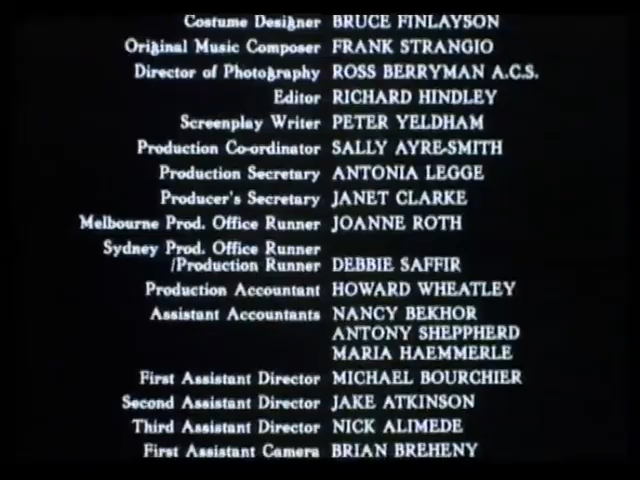 Costume Designer BRUCE FINLAYSON
Original Music Composer FRANK STRANGIO
Director of Photography ROSS BERRYMAN A.C.S.
Editor RICHARD HINDLEY
Screenplay Writer PETER YELDHAM
Production Co-ordinator SALLY AYRE-SMITH
Production Secretary ANTONIA LEGGE
Producer's Secretary JANET CLARKE
Melbourne Prod. Office Runner JOANNE ROTH
Sydney Prod. Office Runner
/Production Runner DEBBIE SAFFIR
Production Accountant HOWARD WHEATLEY
Assistant Accountants NANCY BEKHOR
ANTONY SHEPPHERD
MARIA HAEMMERLE
First Assistant Director MICHAEL BOURCHIER
Second Assistant Director JAKE ATKINSON
Third Assistant Director NICK ALIMEDE
First Assistant Camera BRIAN BREHENY